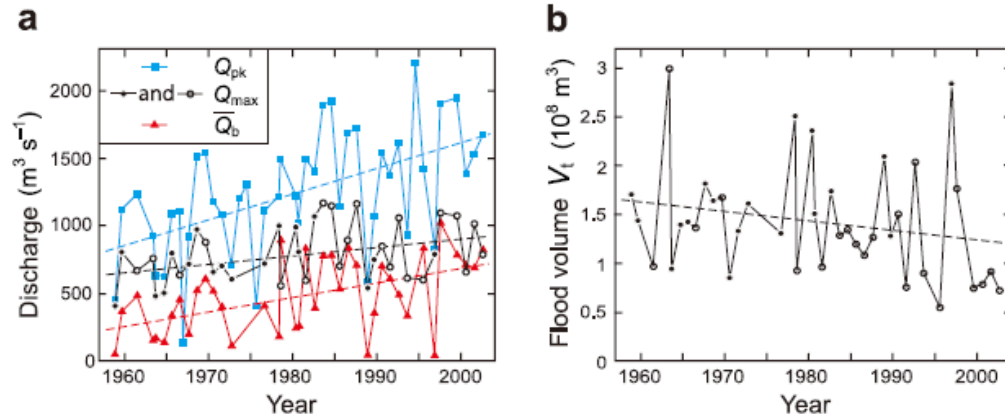 a
Discharge (m³ s⁻¹)
2000
1500
1000
500
0
Q_pk
and Q_max
Q̅_b
1960 1970 1980 1990 2000
Year
b
Flood volume V_t (10⁸ m³)
3
2.5
2
1.5
1
0.5
0
1960 1970 1980 1990 2000
Year